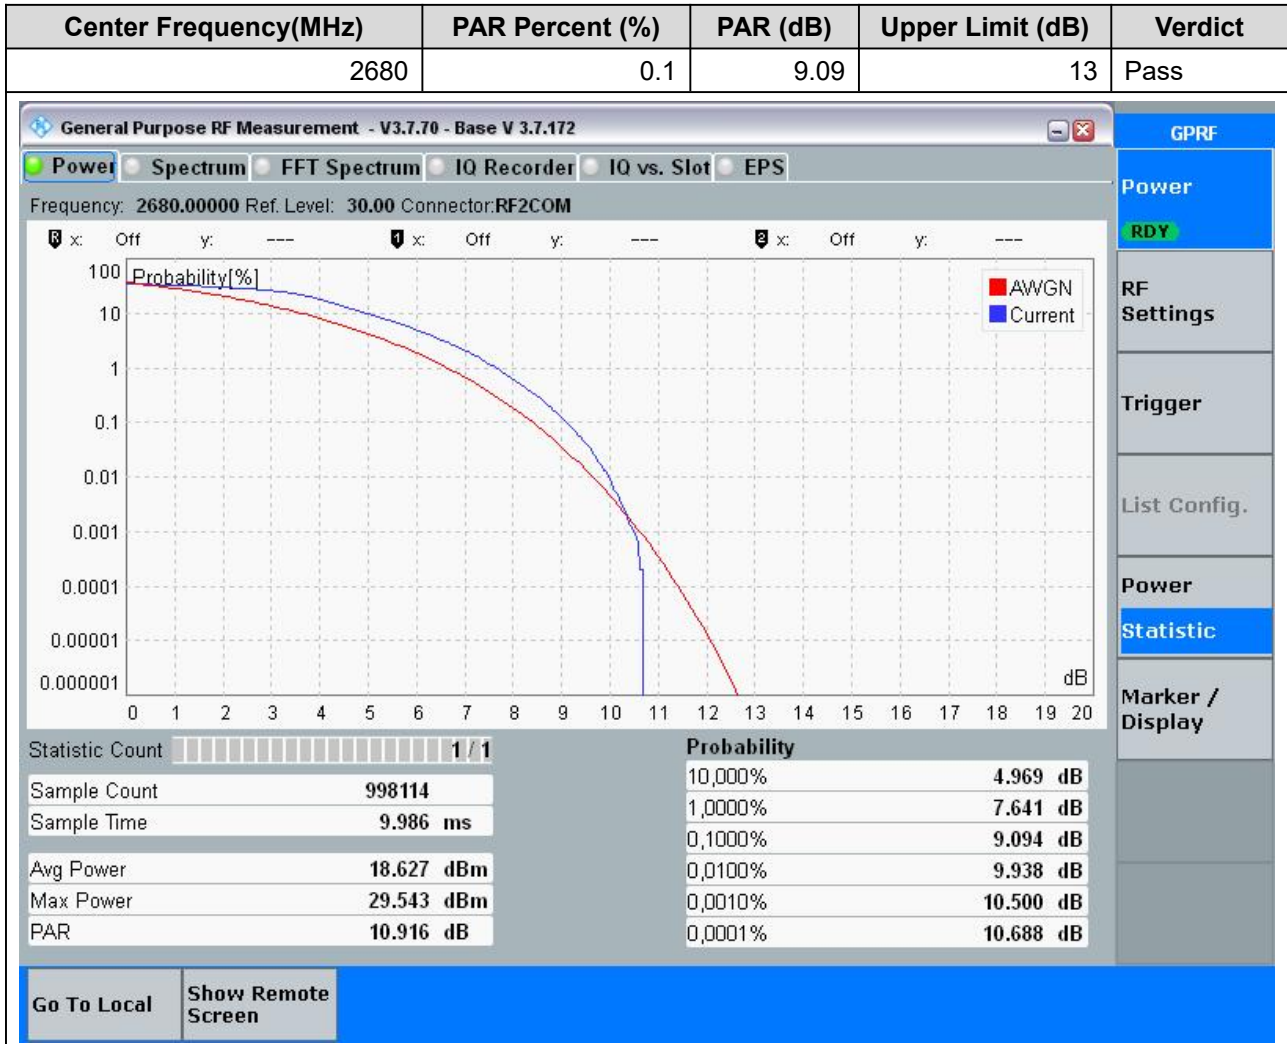 Center Frequency(MHz) PAR Percent (%) PAR (dB) Upper Limit (dB) Verdict
2680 0.1 9.09 13 Pass
General Purpose RF Measurement - V3.7.70 - Base V 3.7.172
GPRF
Power Spectrum FFT Spectrum IQ Recorder IQ vs. Slot EPS
Frequency: 2680.00000 Ref. Level: 30.00 Connector:RF2COM
R x: Off y: --- 1 x: Off y: --- 2 x: Off y: ---
Probability[%]
100
10
1
0.1
0.01
0.001
0.0001
0.00001
0.000001
AWGN
Current
dB
0 1 2 3 4 5 6 7 8 9 10 11 12 13 14 15 16 17 18 19 20
Statistic Count 1 / 1
Sample Count 998114
Sample Time 9.986 ms
Avg Power 18.627 dBm
Max Power 29.543 dBm
PAR 10.916 dB
Probability
10,000% 4.969 dB
1,0000% 7.641 dB
0,1000% 9.094 dB
0,0100% 9.938 dB
0,0010% 10.500 dB
0,0001% 10.688 dB
Power
RDY
RF
Settings
Trigger
List Config.
Power
Statistic
Marker /
Display
Go To Local
Show Remote
Screen